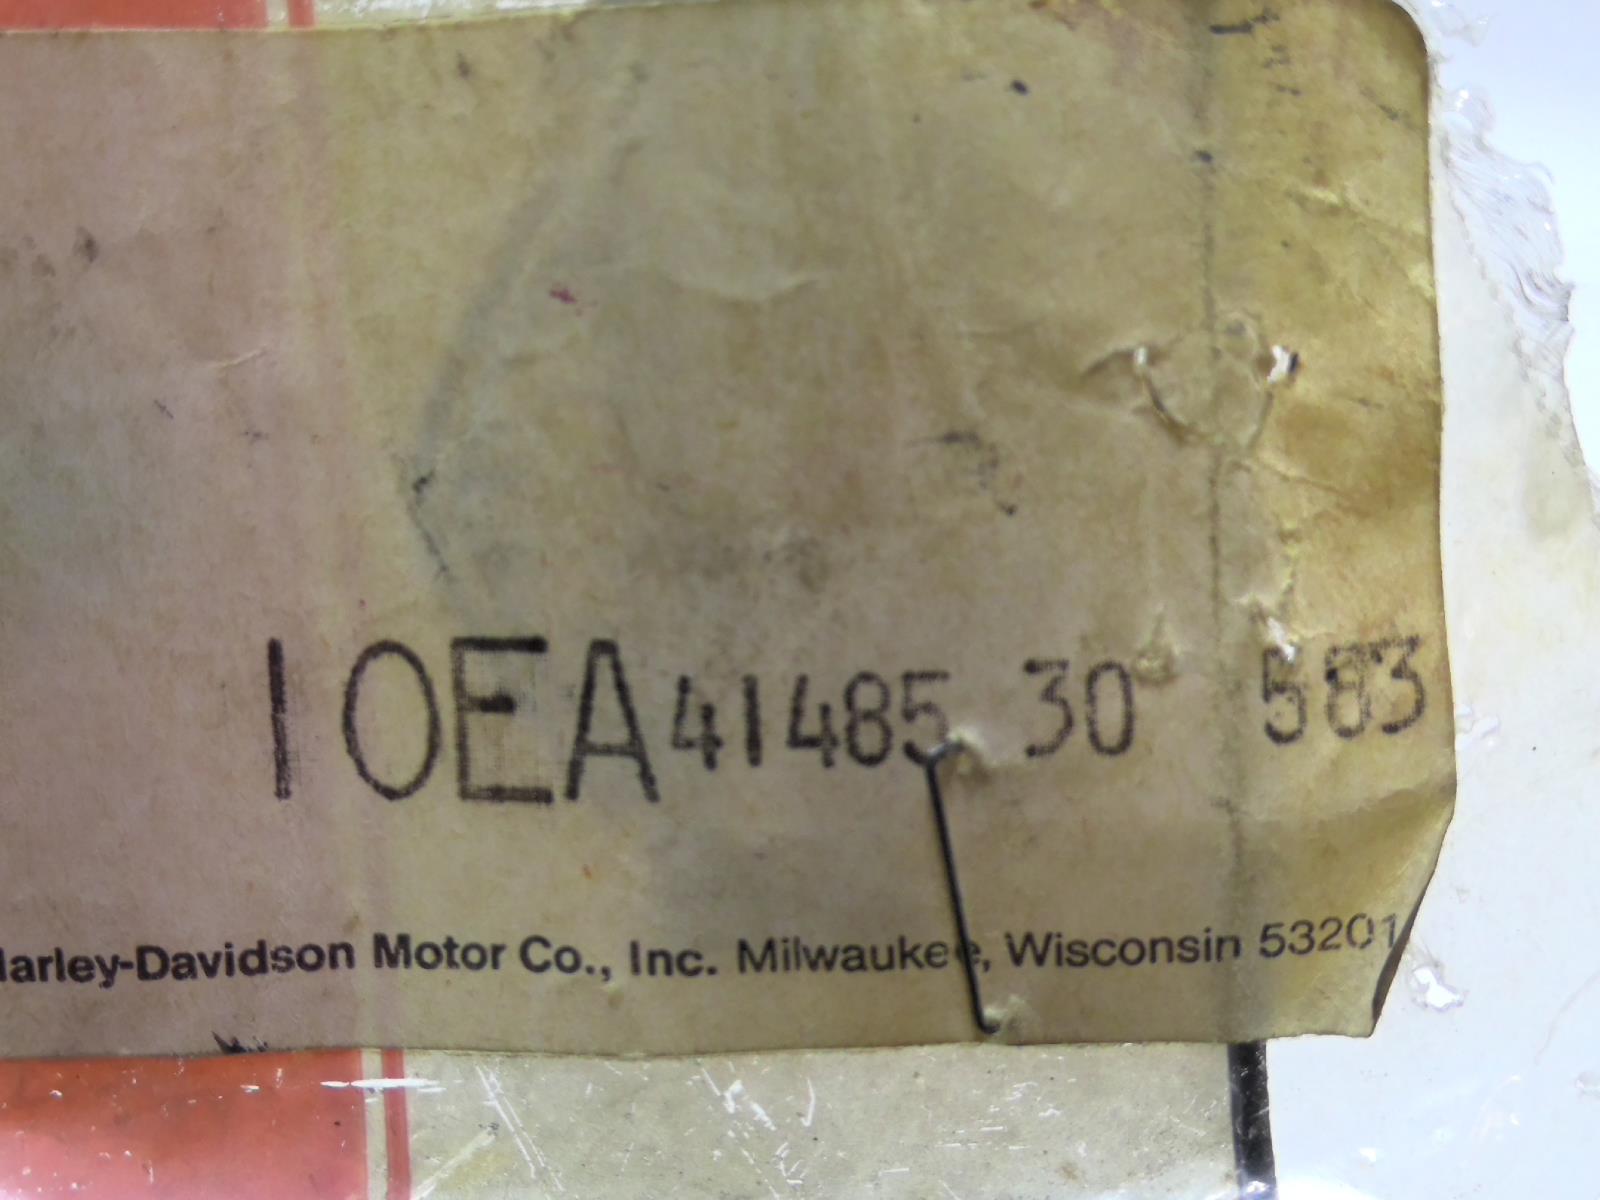 10EA 41485 30 583
Harley-Davidson Motor Co., Inc. Milwaukee, Wisconsin 53201